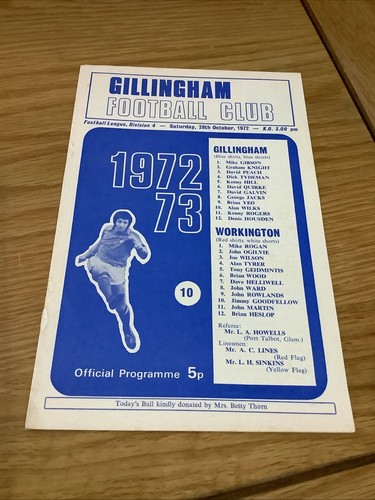 GILLINGHAM
FOOTBALL CLUB
Football League, Division 4 — Saturday, 28th October, 1972 — K.O. 3.00 pm
1972
73
10
Official Programme 5p
GILLINGHAM
(Blue shirts, blue shorts)
1. Mike GIBSON
2. Graham KNIGHT
3. David PEACH
4. Dick TYDEMAN
5. Kenny HILL
6. David QUIRKE
7. David GALVIN
8. George JACKS
9. Brian YEO
10. Alan WILKS
11. Kenny ROGERS
12. Denis HOUSDEN
WORKINGTON
(Red shirts, white shorts)
1. Mike ROGAN
2. John OGILVIE
3. Joe WILSON
4. Alan TYRER
5. Tony GEIDMINTIS
6. Brian WOOD
7. Dave HELLIWELL
8. John WARD
9. John ROWLANDS
10. Jimmy GOODFELLOW
11. John MARTIN
12. Brian HESLOP
Referee:
Mr. L. A. HOWELLS
(Port Talbot, Glam.)
Linesmen:
Mr. A. C. LINES
(Red Flag)
Mr. L. H. SINKINS
(Yellow Flag)
Today's Ball kindly donated by Mrs. Betty Thorn.